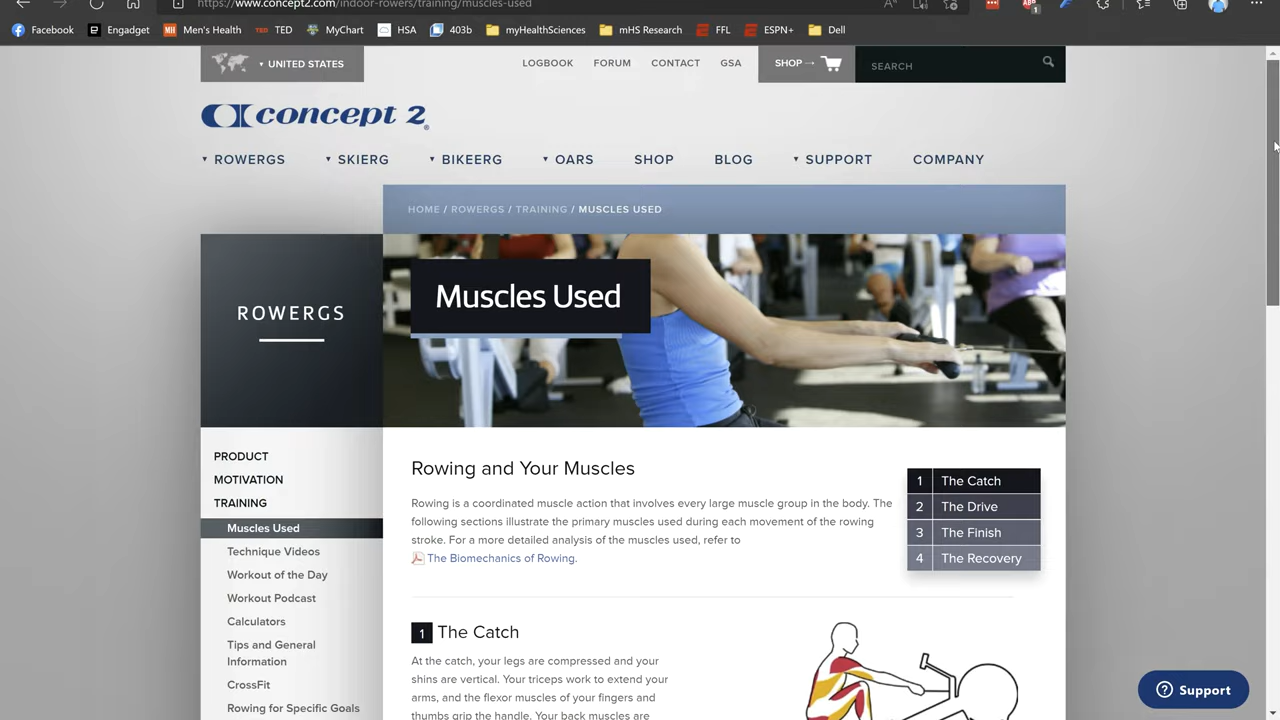 https://www.concept2.com/indoor-rowers/training/muscles-used
Facebook
Engadget
Men's Health
TED
MyChart
HSA
403b
myHealthSciences
mHS Research
FFL
ESPN+
Dell
UNITED STATES
LOGBOOK
FORUM
CONTACT
GSA
SHOP→
SEARCH
concept 2®
ROWERGS
SKIERG
BIKEERG
OARS
SHOP
BLOG
SUPPORT
COMPANY
HOME / ROWERGS / TRAINING / MUSCLES USED
ROWERGS
Muscles Used
PRODUCT
MOTIVATION
TRAINING
Muscles Used
Technique Videos
Workout of the Day
Workout Podcast
Calculators
Tips and General
Information
CrossFit
Rowing for Specific Goals
Rowing and Your Muscles
Rowing is a coordinated muscle action that involves every large muscle group in the body. The
following sections illustrate the primary muscles used during each movement of the rowing
stroke. For a more detailed analysis of the muscles used, refer to
The Biomechanics of Rowing.
1 The Catch
2 The Drive
3 The Finish
4 The Recovery
1 The Catch
At the catch, your legs are compressed and your
shins are vertical. Your triceps work to extend your
arms, and the flexor muscles of your fingers and
thumbs grip the handle. Your back muscles are
Support